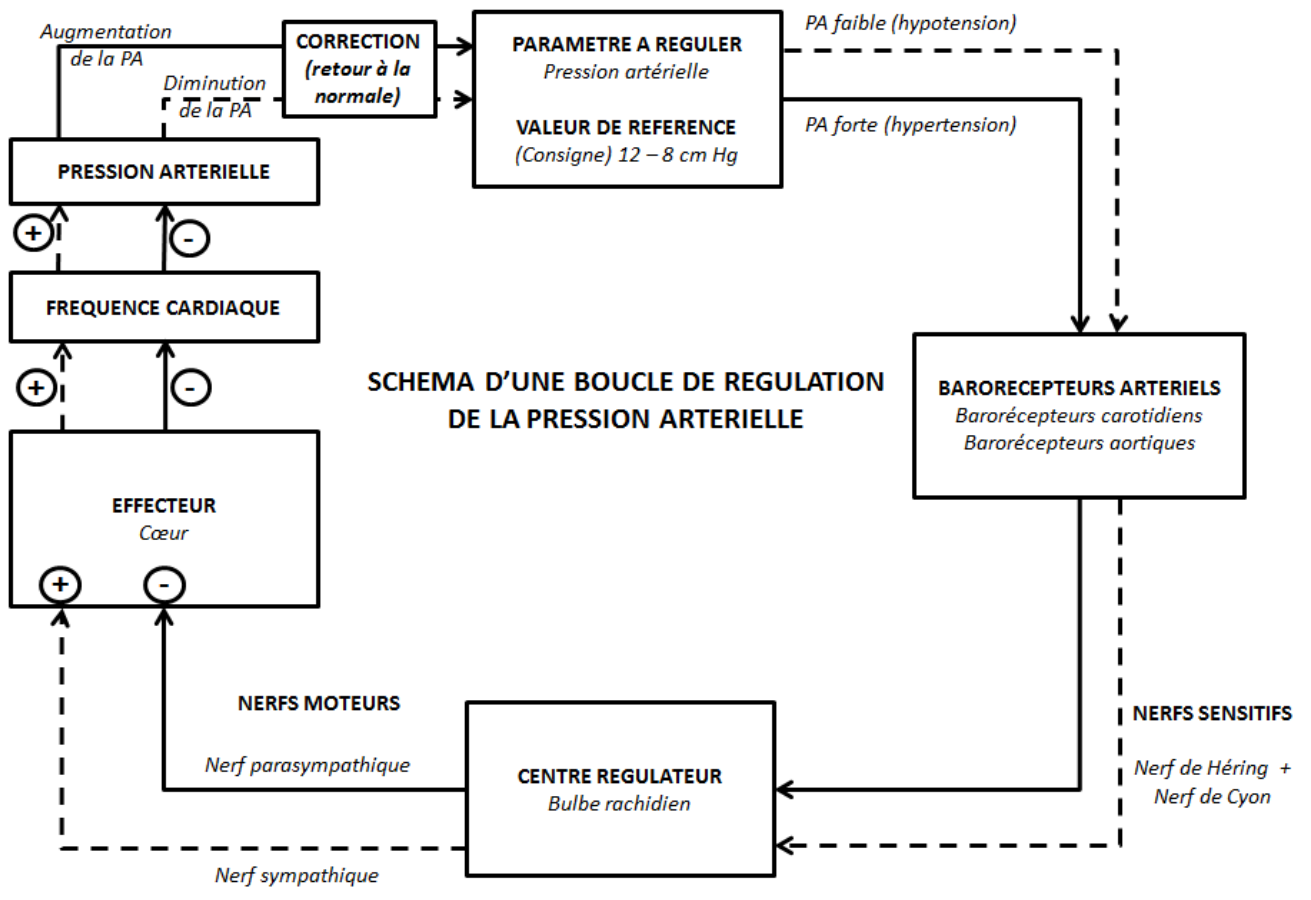 Augmentation
de la PA
Diminution
de la PA
CORRECTION
(retour à la
normale)
PARAMETRE A REGULER
Pression artérielle
VALEUR DE REFERENCE
(Consigne) 12 – 8 cm Hg
PA faible (hypotension)
PA forte (hypertension)
PRESSION ARTERIELLE
+
-
FREQUENCE CARDIAQUE
+
-
SCHEMA D'UNE BOUCLE DE REGULATION
DE LA PRESSION ARTERIELLE
BARORECEPTEURS ARTERIELS
Barorécepteurs carotidiens
Barorécepteurs aortiques
EFFECTEUR
Cœur
+
-
NERFS MOTEURS
Nerf parasympathique
Nerf sympathique
CENTRE REGULATEUR
Bulbe rachidien
NERFS SENSITIFS
Nerf de Héring +
Nerf de Cyon